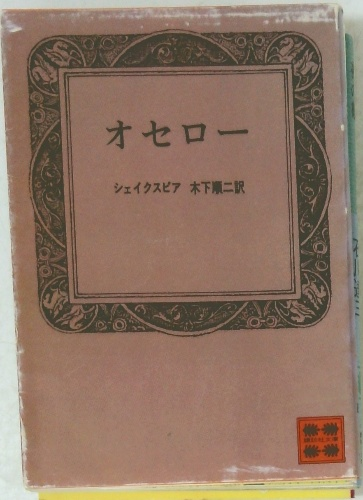 オセロー
シェイクスピア 木下順二訳